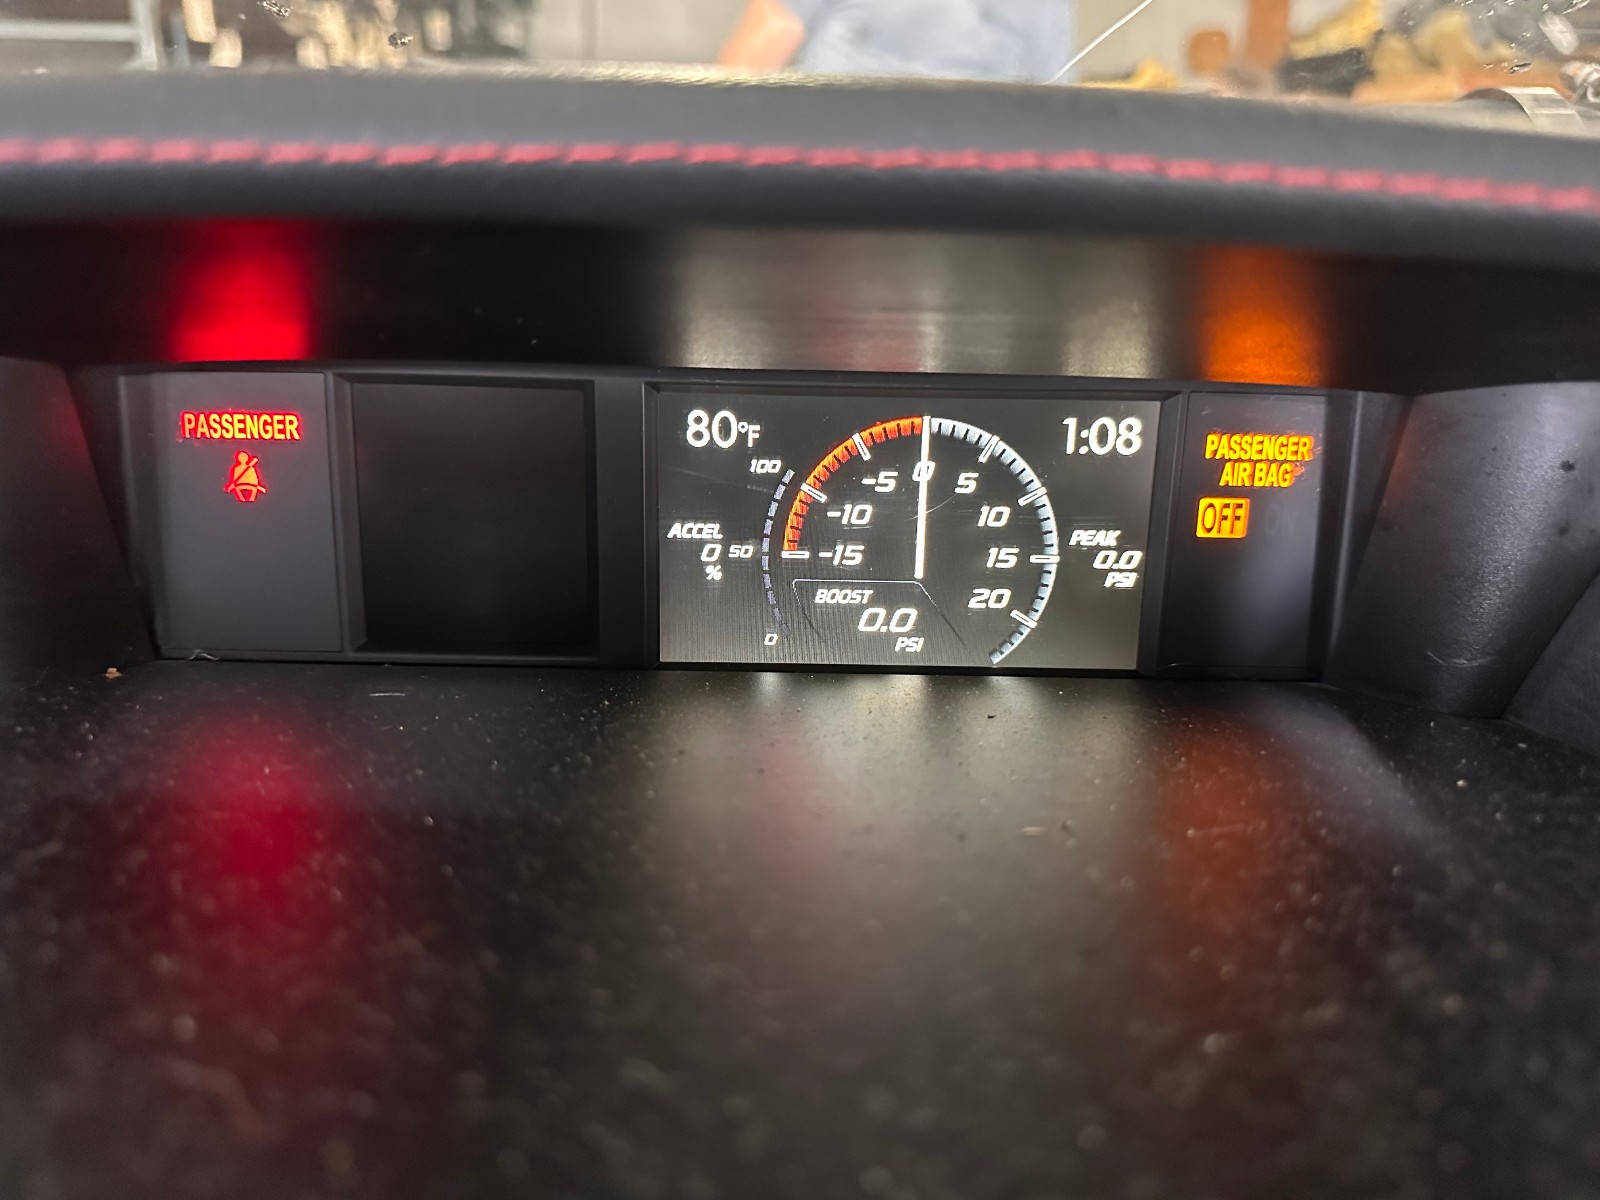 PASSENGER
80°F
1:08
100
ACCEL
0
%
50
0
-15
-10
-5
0
5
10
15
20
BOOST
0.0
PSI
PEAK
0.0
PSI
PASSENGER
AIR BAG
OFF